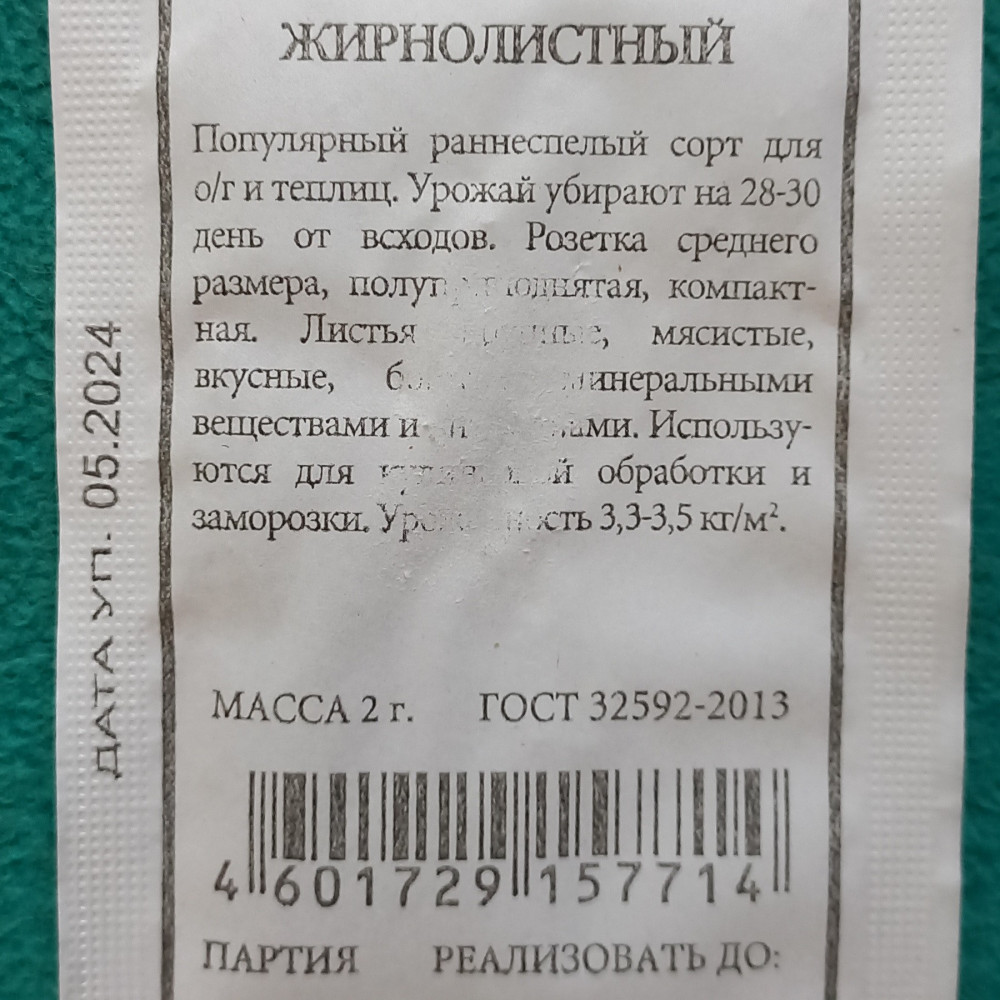 ЖИРНОЛИСТНЫЙ
Популярный раннеспелый сорт для
о/г и теплиц. Урожай убирают на 28-30
день от всходов. Розетка среднего
размера, компакт-
ная. Листья мясистые,
вкусные, минеральными
веществами и Использу-
ются для обработки и
заморозки. 3,3-3,5 кг/м².
МАССА 2 г. ГОСТ 32592-2013
4 601729 157714
ПАРТИЯ РЕАЛИЗОВАТЬ ДО:
ДАТА УП. 05.2024